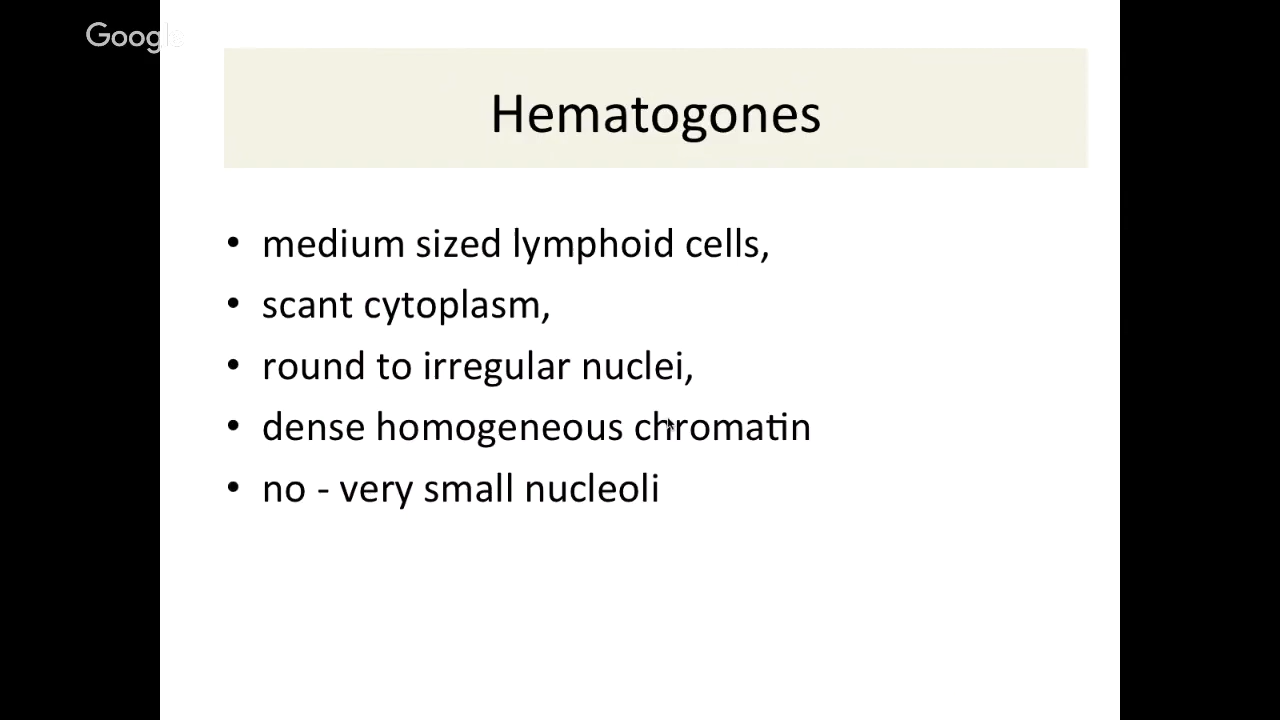 Google
Hematogones
• medium sized lymphoid cells,
• scant cytoplasm,
• round to irregular nuclei,
• dense homogeneous chromatin
• no - very small nucleoli